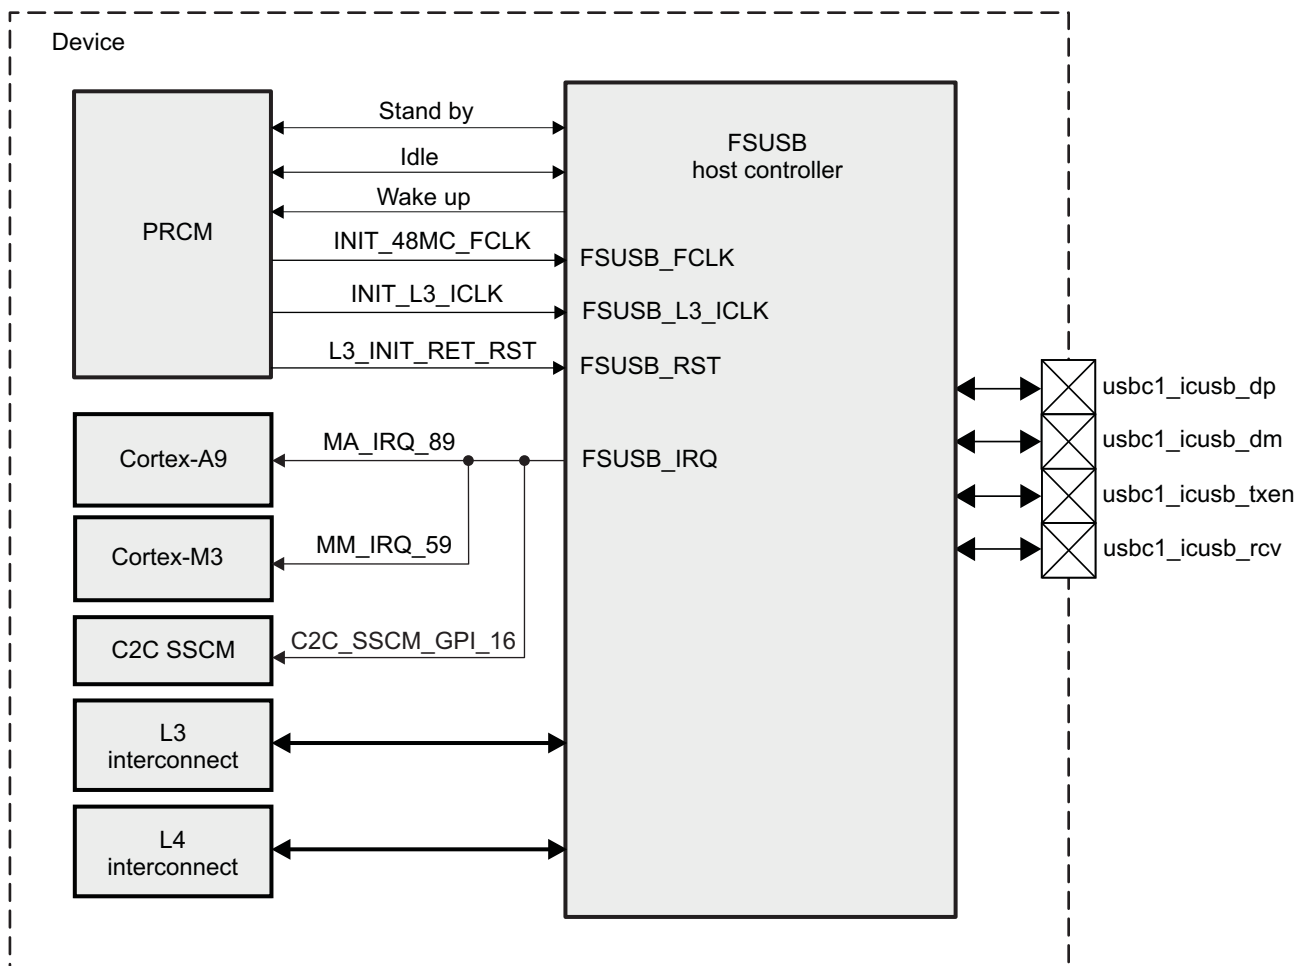 Device
PRCM
Stand by
Idle
Wake up
INIT_48MC_FCLK
INIT_L3_ICLK
L3_INIT_RET_RST
FSUSB
host controller
FSUSB_FCLK
FSUSB_L3_ICLK
FSUSB_RST
FSUSB_IRQ
Cortex-A9
MA_IRQ_89
Cortex-M3
MM_IRQ_59
C2C SSCM
C2C_SSCM_GPI_16
L3
interconnect
L4
interconnect
usbc1_icusb_dp
usbc1_icusb_dm
usbc1_icusb_txen
usbc1_icusb_rcv